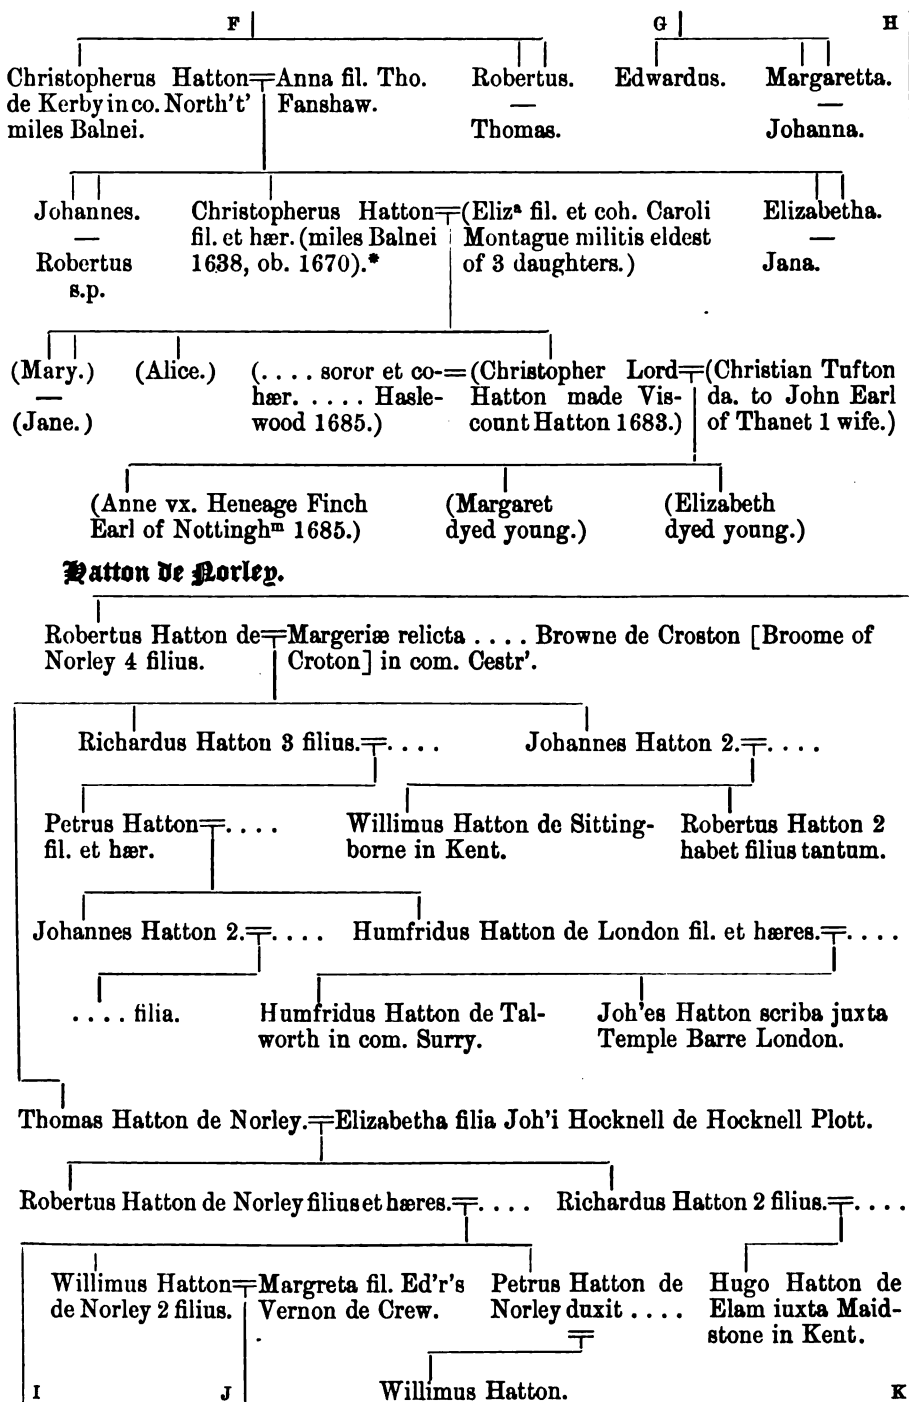 F G H
Christopherus Hatton=Anna fil. Tho. Robertus. Edwardus. Margaretta.
de Kerby in co. North't' Fanshaw. — —
miles Balnei. Thomas. Johanna.
Johannes. Christopherus Hatton=(Elizᵃ fil. et coh. Caroli Elizabetha.
— fil. et hær. (miles Balnei Montague militis eldest —
Robertus 1638, ob. 1670).* of 3 daughters.) Jana.
s.p.
(Mary.) (Alice.) (. . . . soror et co-=(Christopher Lord=(Christian Tufton
— hær. . . . . Hasle- Hatton made Vis- da. to John Earl
(Jane.) wood 1685.) count Hatton 1683.) of Thanet 1 wife.)
(Anne vx. Heneage Finch (Margaret (Elizabeth
Earl of Nottinghᵐ 1685.) dyed young.) dyed young.)
Hatton de Norley.
Robertus Hatton de=Margeriæ relicta . . . . Browne de Croston [Broome of
Norley 4 filius. Croton] in com. Cestr'.
Richardus Hatton 3 filius.=. . . . Johannes Hatton 2.=. . . .
Petrus Hatton=. . . . Willimus Hatton de Sitting- Robertus Hatton 2
fil. et hær. borne in Kent. habet filius tantum.
Johannes Hatton 2.=. . . . Humfridus Hatton de London fil. et hæres.=. . . .
. . . . filia. Humfridus Hatton de Tal- Joh'es Hatton scriba juxta
worth in com. Surry. Temple Barre London.
Thomas Hatton de Norley.=Elizabetha filia Joh'i Hocknell de Hocknell Plott.
Robertus Hatton de Norley filius et hæres.=. . . . Richardus Hatton 2 filius.=. . . .
Willimus Hatton=Margreta fil. Ed'r's Petrus Hatton de Hugo Hatton de
de Norley 2 filius. Vernon de Crew. Norley duxit . . . . Elam iuxta Maid-
= stone in Kent.
I J Willimus Hatton. K